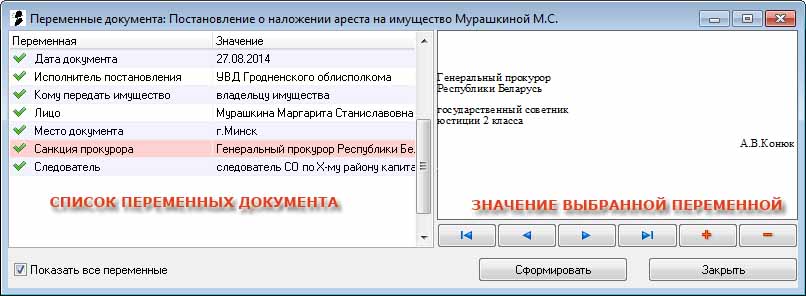 Переменные документа: Постановление о наложении ареста на имущество Мурашкиной М.С.
Переменная Значение
Дата документа 27.08.2014
Исполнитель постановления УВД Гродненского облисполкома
Кому передать имущество владельцу имущества
Лицо Мурашкина Маргарита Станиславовна
Место документа г.Минск
Санкция прокурора Генеральный прокурор Республики Бе...
Следователь следователь СО по Х-му району капита
СПИСОК ПЕРЕМЕННЫХ ДОКУМЕНТА
Генеральный прокурор
Республики Беларусь
государственный советник
юстиции 2 класса
А.В.Конюк
ЗНАЧЕНИЕ ВЫБРАННОЙ ПЕРЕМЕННОЙ
Показать все переменные
Сформировать
Закрыть